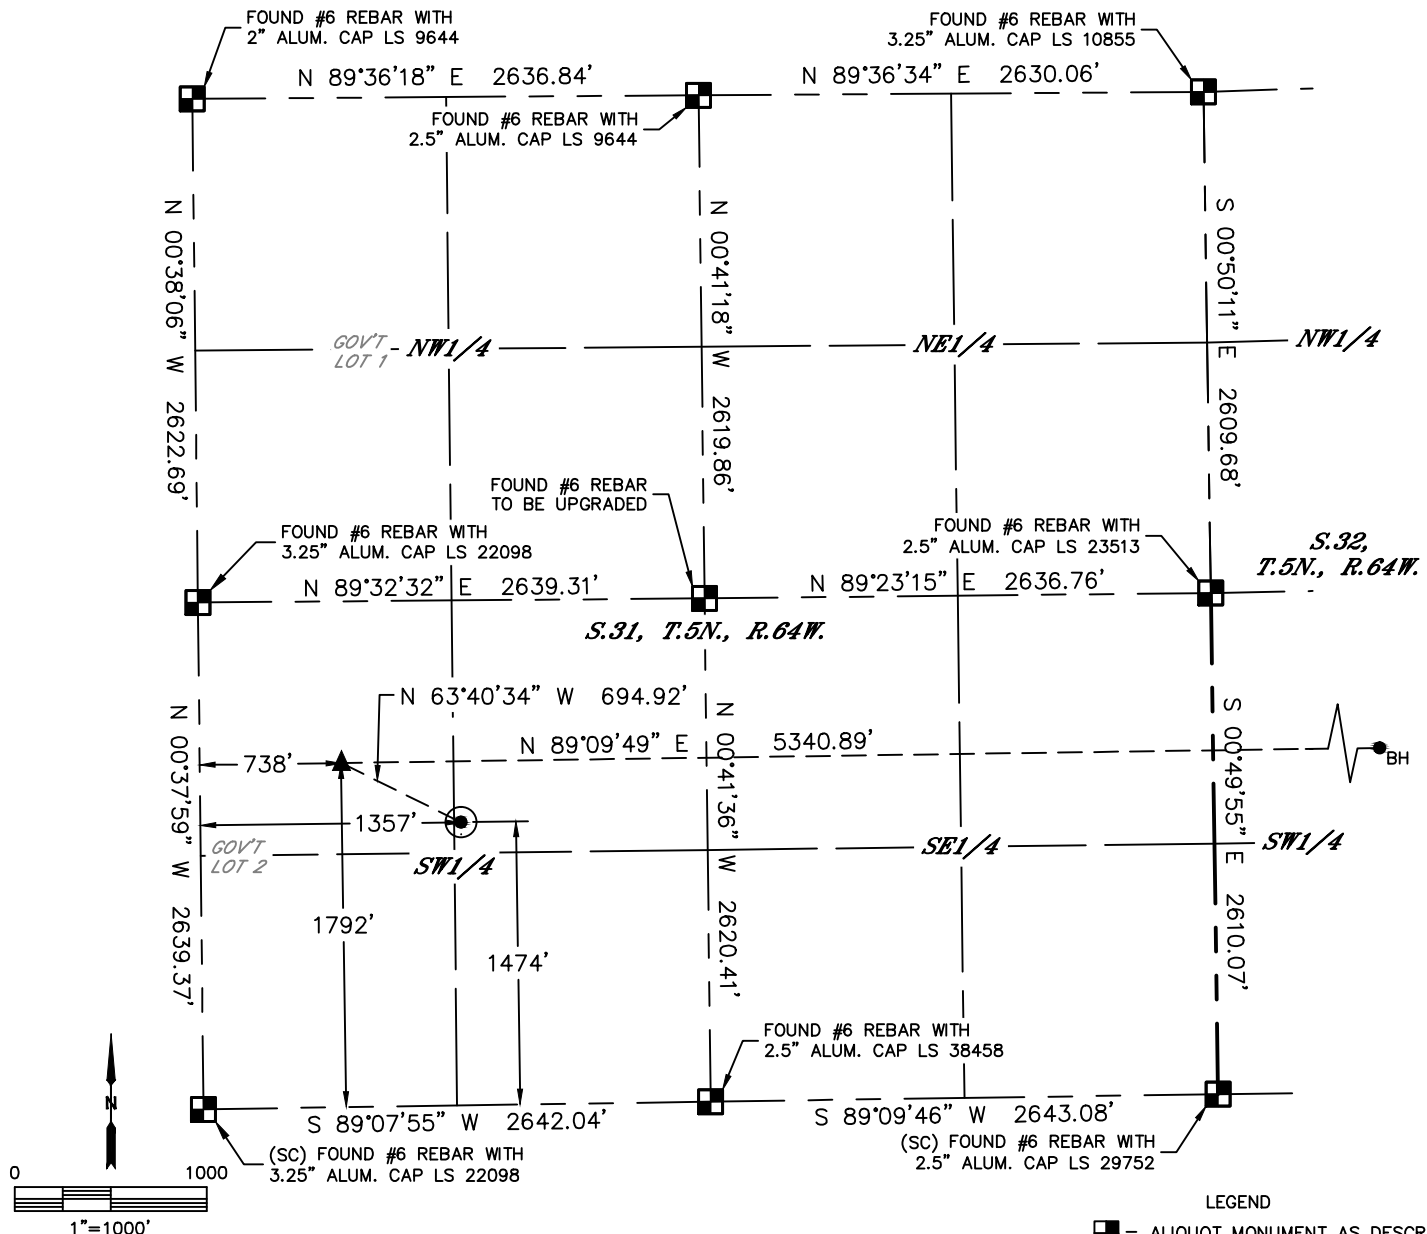 FOUND #6 REBAR WITH
2" ALUM. CAP LS 9644
FOUND #6 REBAR WITH
3.25" ALUM. CAP LS 10855
N 89°36'18" E 2636.84'
N 89°36'34" E 2630.06'
FOUND #6 REBAR WITH
2.5" ALUM. CAP LS 9644
N 00°38'06" W 2622.69'
N 00°41'18" W 2619.86'
S 00°50'11" E 2609.68'
GOV'T
LOT 1
NW1/4
NE1/4
NW1/4
FOUND #6 REBAR
TO BE UPGRADED
FOUND #6 REBAR WITH
3.25" ALUM. CAP LS 22098
FOUND #6 REBAR WITH
2.5" ALUM. CAP LS 23513
S.32,
T.5N., R.64W.
N 89°32'32" E 2639.31'
N 89°23'15" E 2636.76'
S.31, T.5N., R.64W.
N 63°40'34" W 694.92'
N 00°37'59" W 2639.37'
N 00°41'36" W 2620.41'
S 00°49'55" E 2610.07'
N 89°09'49" E 5340.89'
738'
BH
1357'
GOV'T
LOT 2
SW1/4
SE1/4
SW1/4
1792'
1474'
FOUND #6 REBAR WITH
2.5" ALUM. CAP LS 38458
N
S 89°07'55" W 2642.04'
S 89°09'46" W 2643.08'
(SC) FOUND #6 REBAR WITH
3.25" ALUM. CAP LS 22098
(SC) FOUND #6 REBAR WITH
2.5" ALUM. CAP LS 29752
0 1000
1"=1000'
LEGEND
= ALIQUOT MONUMENT AS DESCR